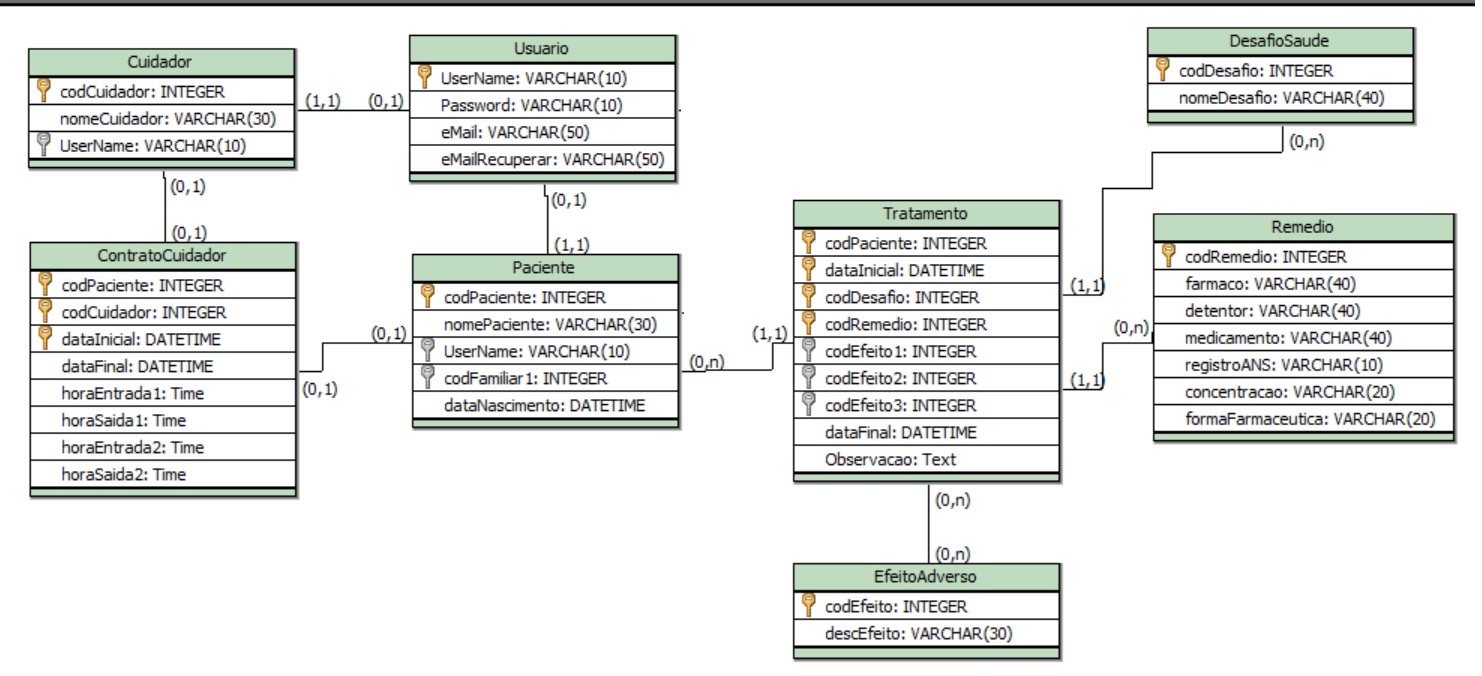 Cuidador
codCuidador: INTEGER
nomeCuidador: VARCHAR(30)
UserName: VARCHAR(10)
(1,1)
(0,1)
Usuario
UserName: VARCHAR(10)
Password: VARCHAR(10)
eMail: VARCHAR(50)
eMailRecuperar: VARCHAR(50)
DesafioSaude
codDesafio: INTEGER
nomeDesafio: VARCHAR(40)
(0,n)
(0,1)
(0,1)
(0,1)
(1,1)
ContratoCuidador
codPaciente: INTEGER
codCuidador: INTEGER
dataInicial: DATETIME
dataFinal: DATETIME
horaEntrada1: Time
horaSaida1: Time
horaEntrada2: Time
horaSaida2: Time
(0,1)
(0,1)
Paciente
codPaciente: INTEGER
nomePaciente: VARCHAR(30)
UserName: VARCHAR(10)
codFamiliar1: INTEGER
dataNascimento: DATETIME
(0,n)
(1,1)
Tratamento
codPaciente: INTEGER
dataInicial: DATETIME
codDesafio: INTEGER
codRemedio: INTEGER
codEfeito1: INTEGER
codEfeito2: INTEGER
codEfeito3: INTEGER
dataFinal: DATETIME
Observacao: Text
(1,1)
(0,n)
(1,1)
Remedio
codRemedio: INTEGER
farmaco: VARCHAR(40)
detentor: VARCHAR(40)
medicamento: VARCHAR(40)
registroANS: VARCHAR(10)
concentracao: VARCHAR(20)
formaFarmaceutica: VARCHAR(20)
(0,n)
(0,n)
EfeitoAdverso
codEfeito: INTEGER
descEfeito: VARCHAR(30)